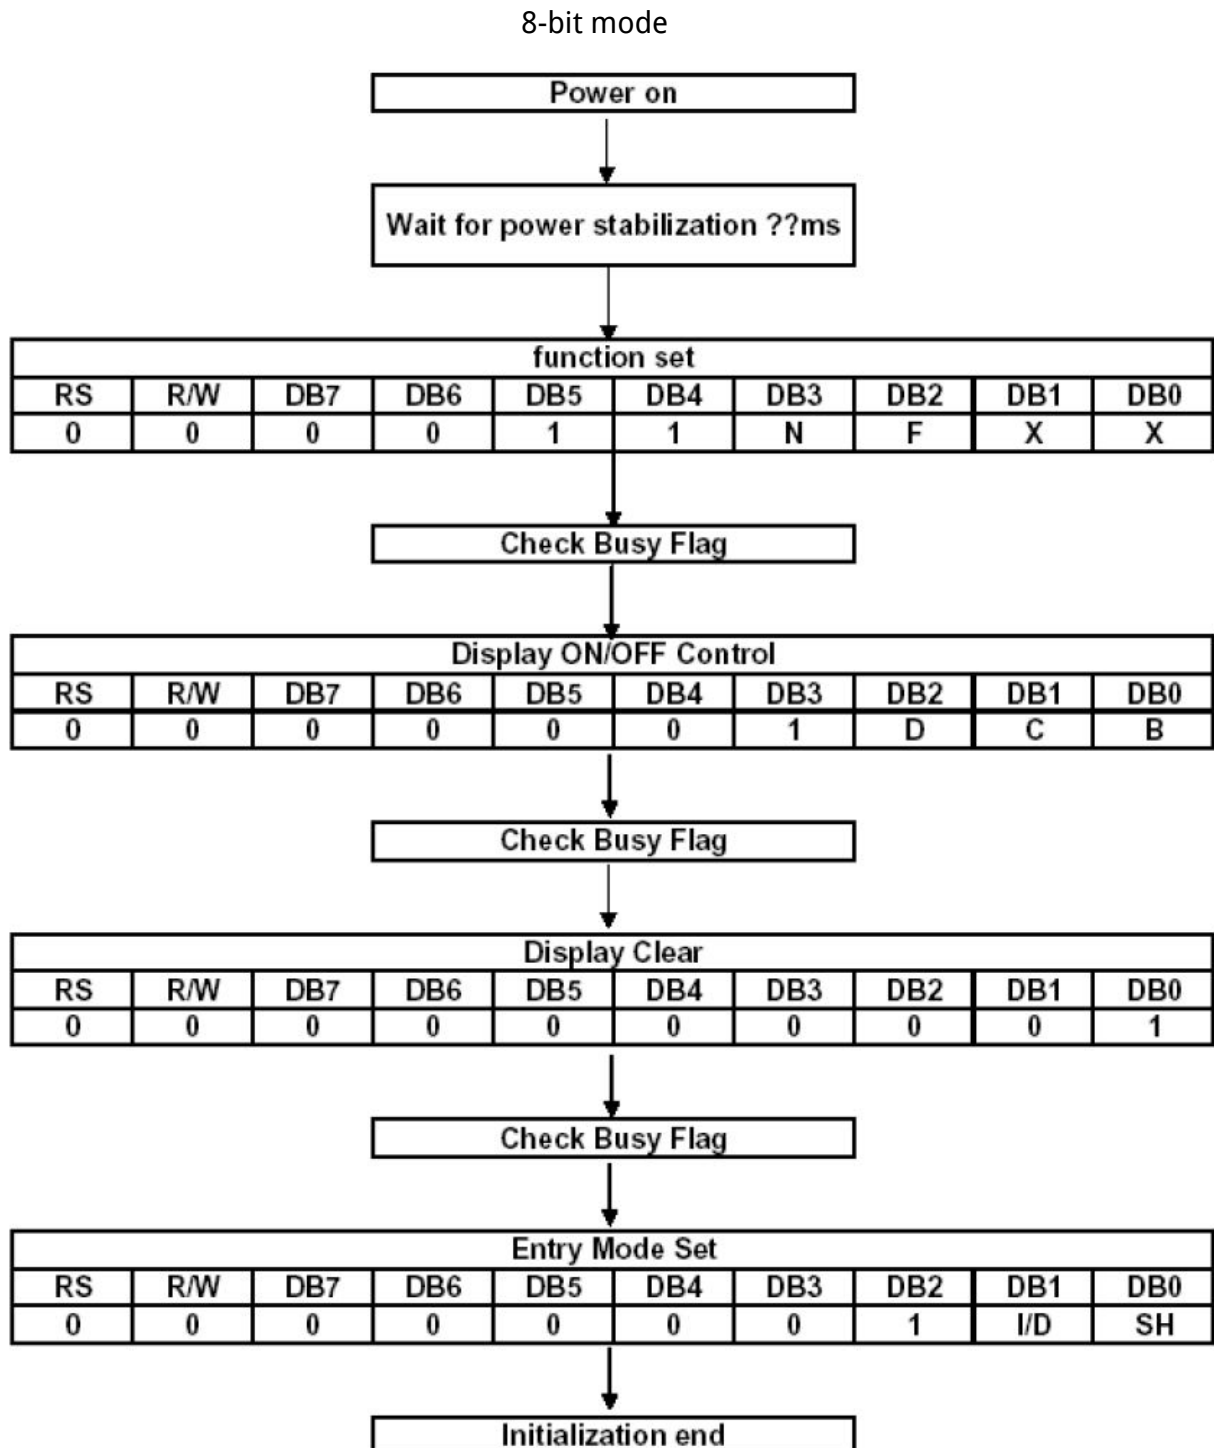 8-bit mode
Power on
Wait for power stabilization ??ms
function set
RS R/W DB7 DB6 DB5 DB4 DB3 DB2 DB1 DB0
0 0 0 0 1 1 N F X X
Check Busy Flag
Display ON/OFF Control
RS R/W DB7 DB6 DB5 DB4 DB3 DB2 DB1 DB0
0 0 0 0 0 0 1 D C B
Check Busy Flag
Display Clear
RS R/W DB7 DB6 DB5 DB4 DB3 DB2 DB1 DB0
0 0 0 0 0 0 0 0 0 1
Check Busy Flag
Entry Mode Set
RS R/W DB7 DB6 DB5 DB4 DB3 DB2 DB1 DB0
0 0 0 0 0 0 0 1 I/D SH
Initialization end